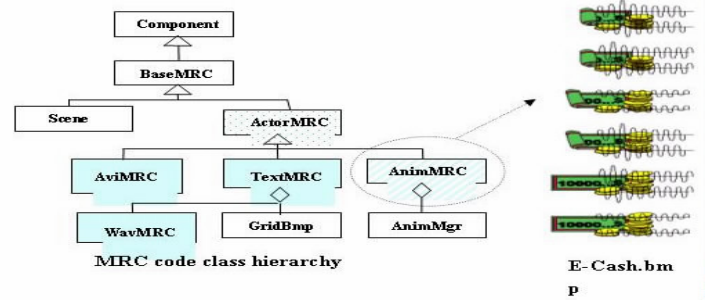 Component
BaseMRC
Scene
ActorMRC
AviMRC
TextMRC
AnimMRC
WavMRC
GridBmp
AnimMgr
MRC code class hierarchy
10000
10000
E-Cash.bm
p